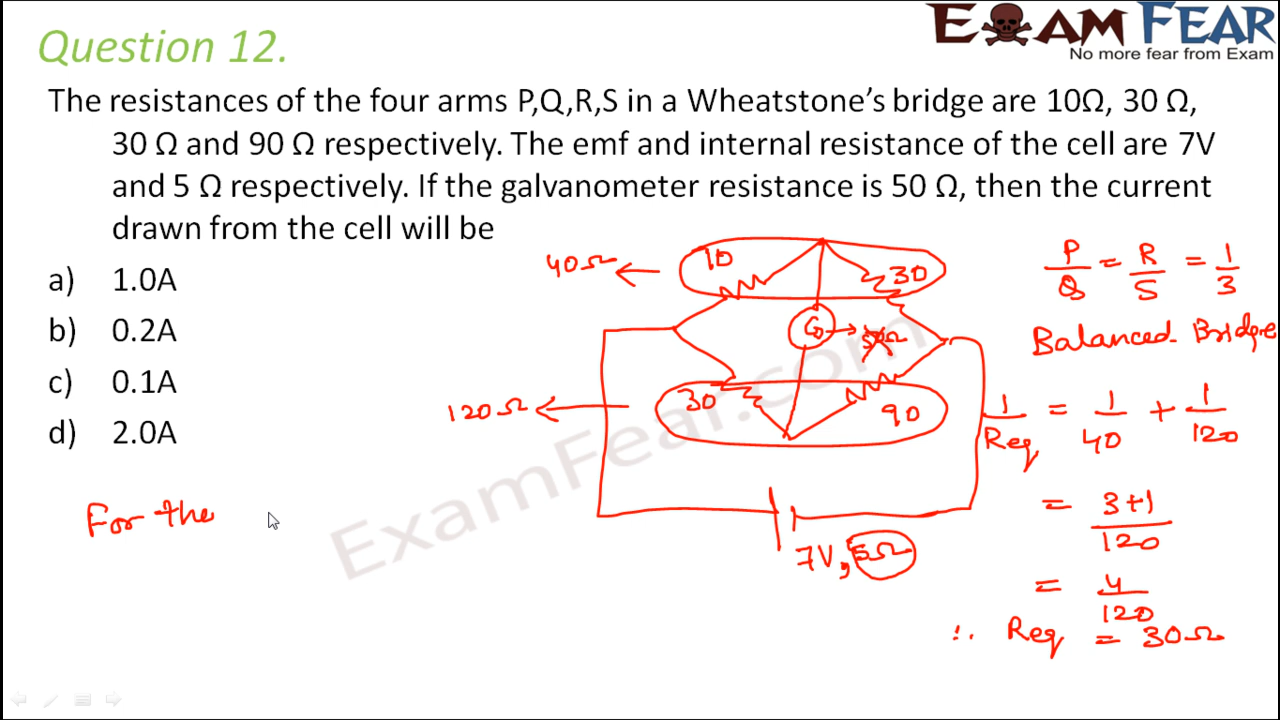 Question 12.
EXAM FEAR
No more fear from Exam
The resistances of the four arms P,Q,R,S in a Wheatstone’s bridge are 10Ω, 30 Ω,
30 Ω and 90 Ω respectively. The emf and internal resistance of the cell are 7V
and 5 Ω respectively. If the galvanometer resistance is 50 Ω, then the current
drawn from the cell will be
a) 1.0A
b) 0.2A
c) 0.1A
d) 2.0A
For the
40Ω
10
30
G
50Ω
120Ω
30
90
7V, 5Ω
P/Q = R/S = 1/3
Balanced Bridge
1/Req = 1/40 + 1/120
= 3+1/120
= 4/120
∴ Req = 30Ω
ExamFear.com